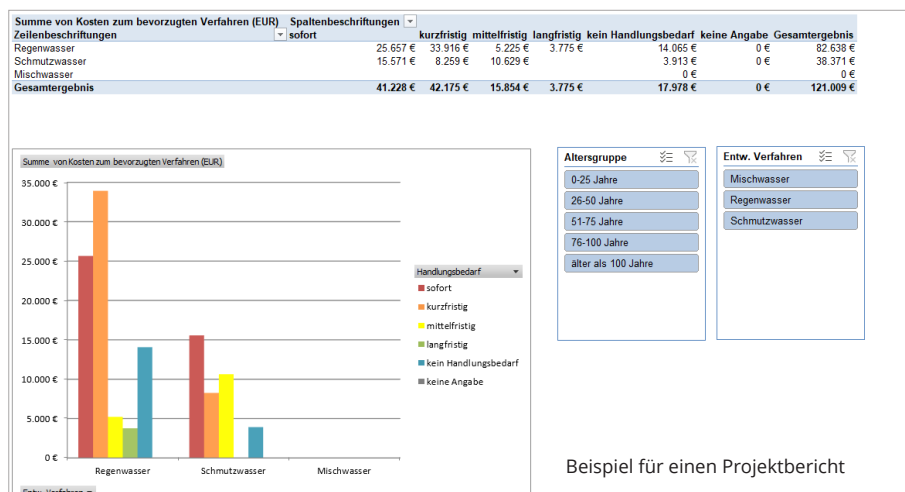 Summe von Kosten zum bevorzugten Verfahren (EUR) Spaltenbeschriftungen
Zeilenbeschriftungen sofort kurzfristig mittelfristig langfristig kein Handlungsbedarf keine Angabe Gesamtergebnis
Regenwasser 25.657 € 33.916 € 5.225 € 3.775 € 14.065 € 0 € 82.638 €
Schmutzwasser 15.571 € 8.259 € 10.629 € 3.913 € 0 € 38.371 €
Mischwasser 0 € 0 €
Gesamtergebnis 41.228 € 42.175 € 15.854 € 3.775 € 17.978 € 0 € 121.009 €
Summe von Kosten zum bevorzugten Verfahren (EUR)
35.000 €
30.000 €
25.000 €
20.000 €
15.000 €
10.000 €
5.000 €
0 €
Regenwasser Schmutzwasser Mischwasser
Entw. Verfahren
Handlungsbedarf
sofort
kurzfristig
mittelfristig
langfristig
kein Handlungsbedarf
keine Angabe
Altersgruppe
0-25 Jahre
26-50 Jahre
51-75 Jahre
76-100 Jahre
älter als 100 Jahre
Entw. Verfahren
Mischwasser
Regenwasser
Schmutzwasser
Beispiel für einen Projektbericht